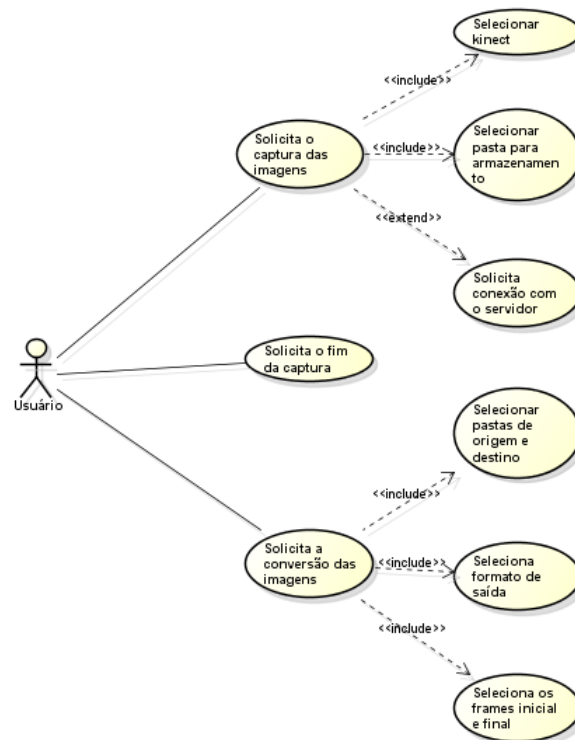 Selecionar
kinect
<<include>>
Solicita o
captura das
imagens
<<include>>
Selecionar
pasta para
armazenamen
to
<<extend>>
Solicita
conexão com
o servidor
Solicita o fim
da captura
Usuário
Selecionar
pastas de
origem e
destino
<<include>>
Solicita a
conversão das
imagens
<<include>>
Seleciona
formato de
saída
<<include>>
Seleciona os
frames inicial
e final